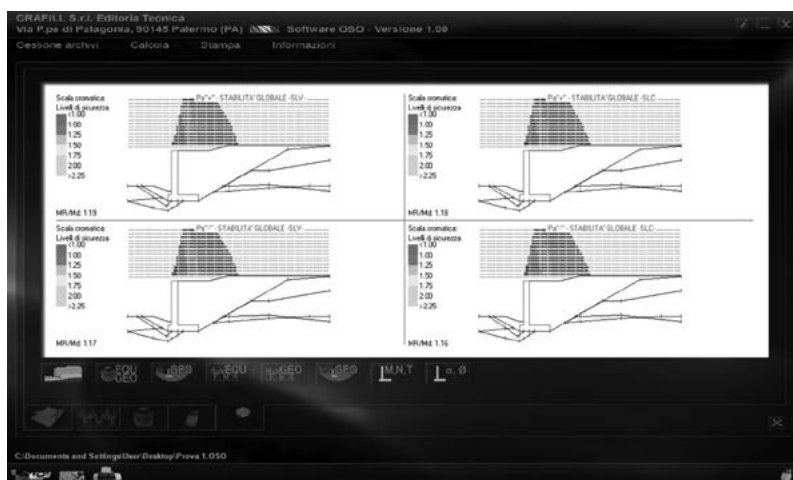 GRAFILL S.r.l. Editoria Tecnica
Via P.pe di Palagonia, 90145 Palermo (PA) Software OSO - Versione 1.00
Gessone archivi Calcola Stampa Informazioni
Scala cromatica: Pa"+" - STABILITA' GLOBALE -SLV-
Livelli di sicurezza
<1.00
1.00
1.25
1.50
1.75
2.00
>2.25
MR/Md: 1.19
Scala cromatica: Pa"+" - STABILITA' GLOBALE -SLC-
Livelli di sicurezza
<1.00
1.00
1.25
1.50
1.75
2.00
>2.25
MR/Md: 1.18
Scala cromatica: Pa"-" - STABILITA' GLOBALE -SLV-
Livelli di sicurezza
<1.00
1.00
1.25
1.50
1.75
2.00
>2.25
MR/Md: 1.17
Scala cromatica: Pa"-" - STABILITA' GLOBALE -SLC-
Livelli di sicurezza
<1.00
1.00
1.25
1.50
1.75
2.00
>2.25
MR/Md: 1.16
EQU GEO GEO EQU GEO GEO M,N,T σ, Ø
C:\Documents and Settings\User\Desktop\Prova 1.OSO